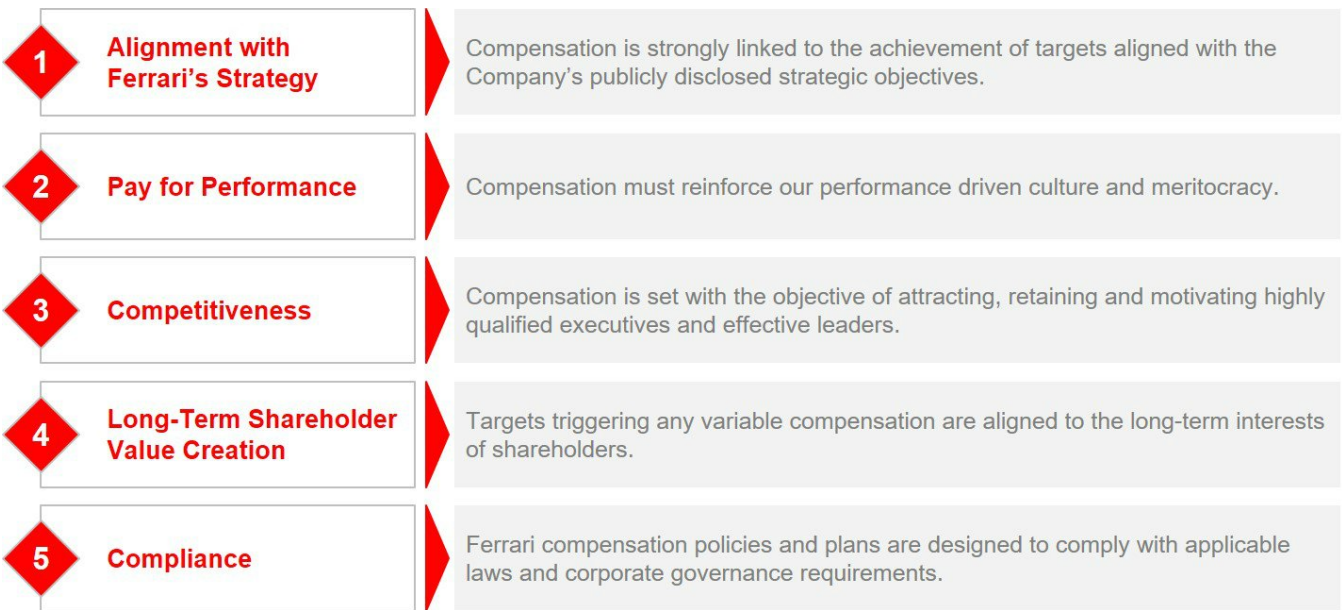 1
Alignment with
Ferrari’s Strategy
Compensation is strongly linked to the achievement of targets aligned with the
Company’s publicly disclosed strategic objectives.
2
Pay for Performance
Compensation must reinforce our performance driven culture and meritocracy.
3
Competitiveness
Compensation is set with the objective of attracting, retaining and motivating highly
qualified executives and effective leaders.
4
Long-Term Shareholder
Value Creation
Targets triggering any variable compensation are aligned to the long-term interests
of shareholders.
5
Compliance
Ferrari compensation policies and plans are designed to comply with applicable
laws and corporate governance requirements.